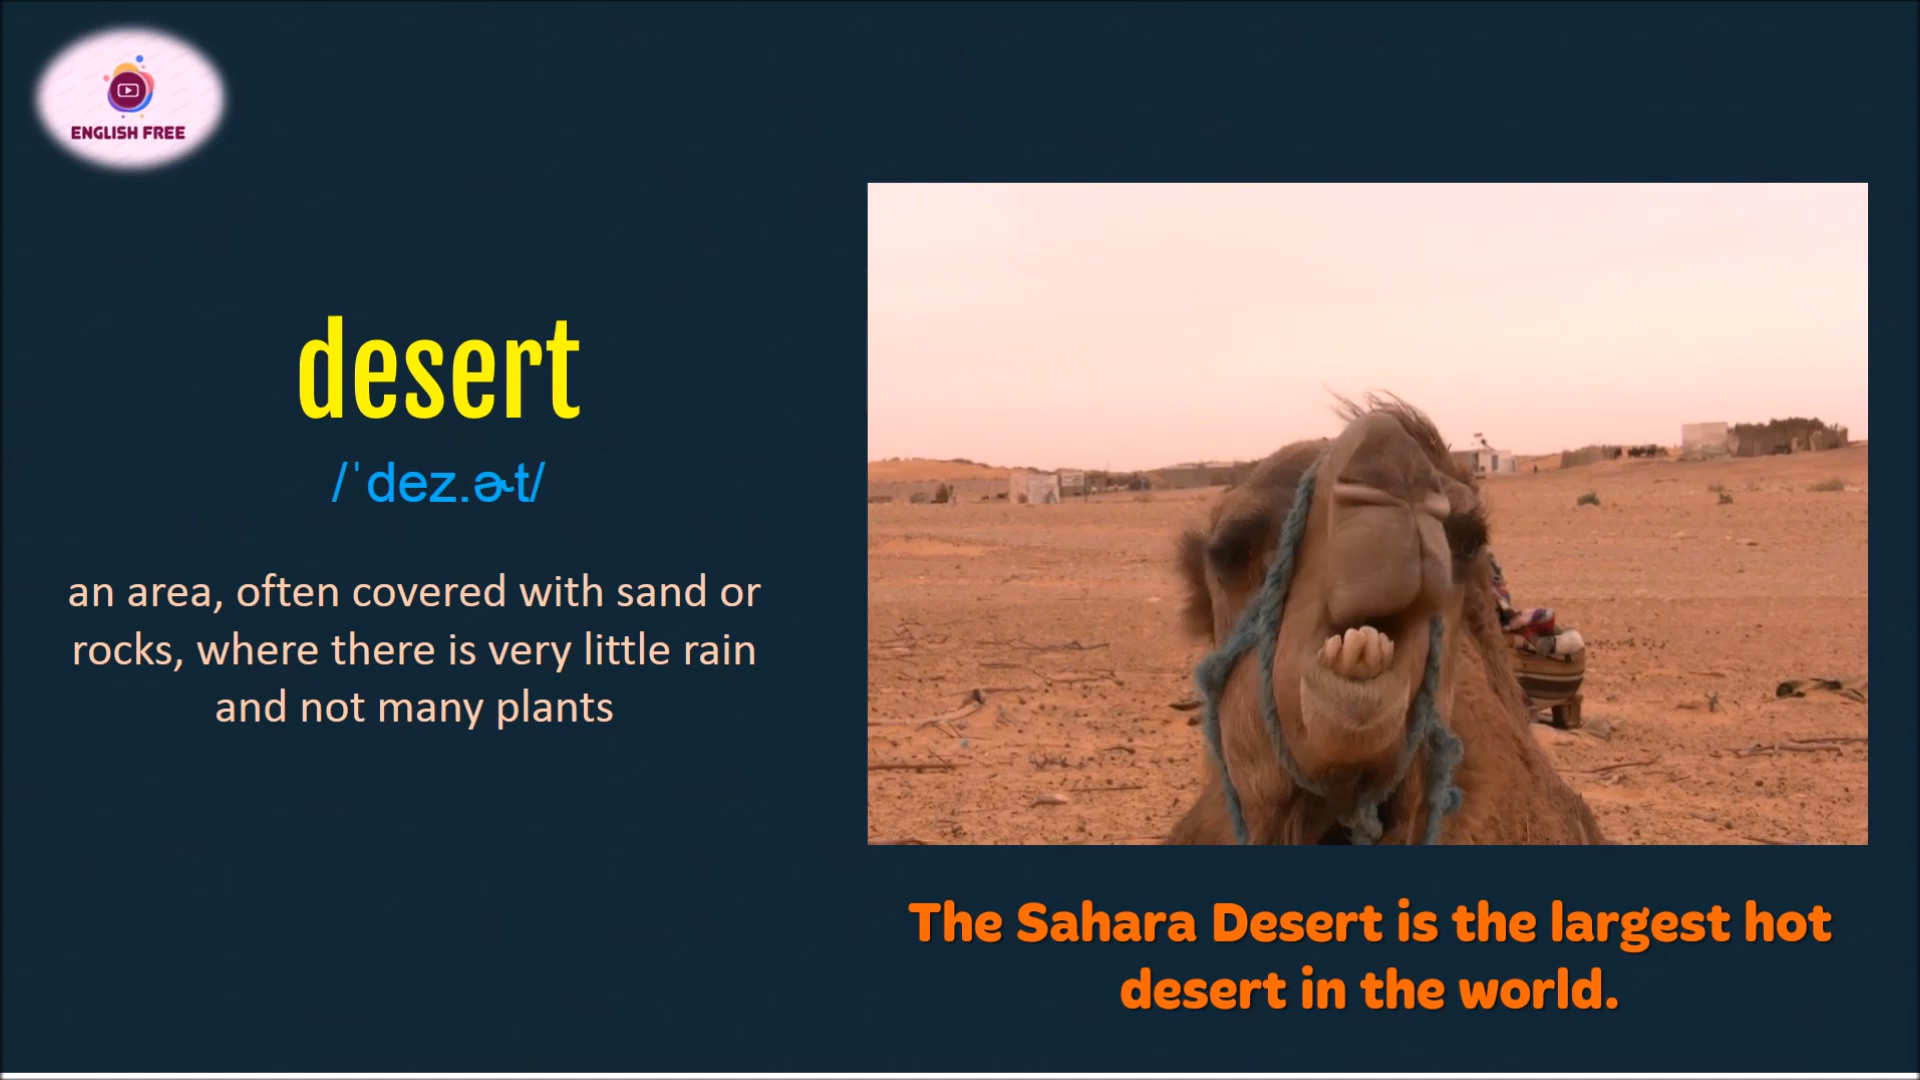 ENGLISH FREE
desert
/ˈdez.ɚt/
an area, often covered with sand or
rocks, where there is very little rain
and not many plants
The Sahara Desert is the largest hot
desert in the world.